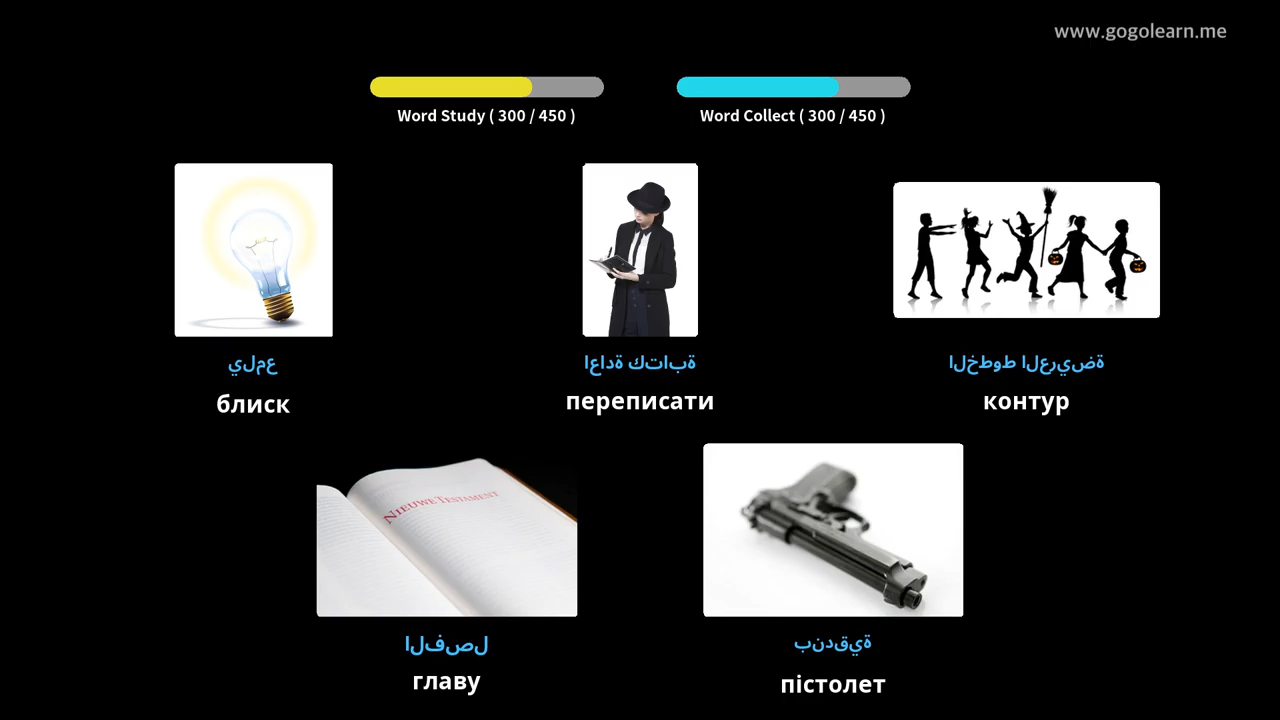 www.gogolearn.me
Word Study ( 300 / 450 )
Word Collect ( 300 / 450 )
يلمع
блиск
اعادة كتابة
переписати
الخطوط العريضة
контур
NIEUWE TESTAMENT
الفصل
главу
بندقية
пістолет